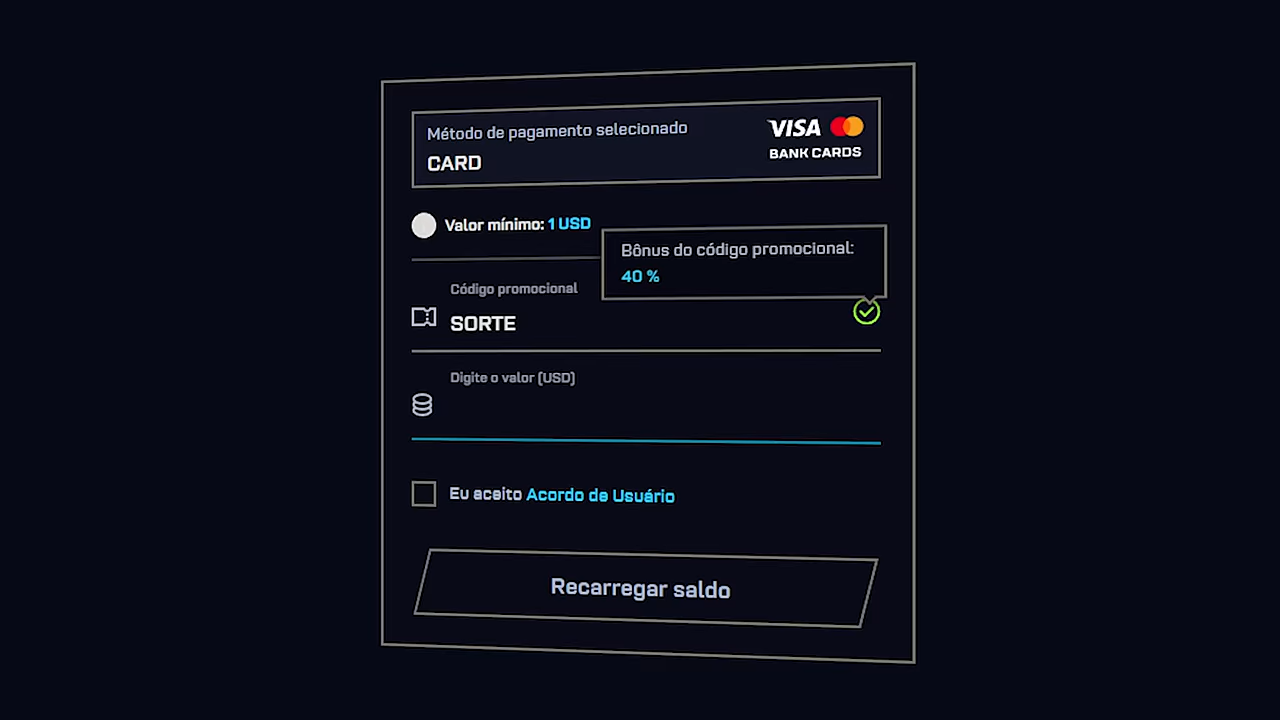 Método de pagamento selecionado
CARD
VISA
BANK CARDS
Valor mínimo: 1 USD
Bônus do código promocional:
40 %
Código promocional
SORTE
Digite o valor (USD)
Eu aceito Acordo de Usuário
Recarregar saldo